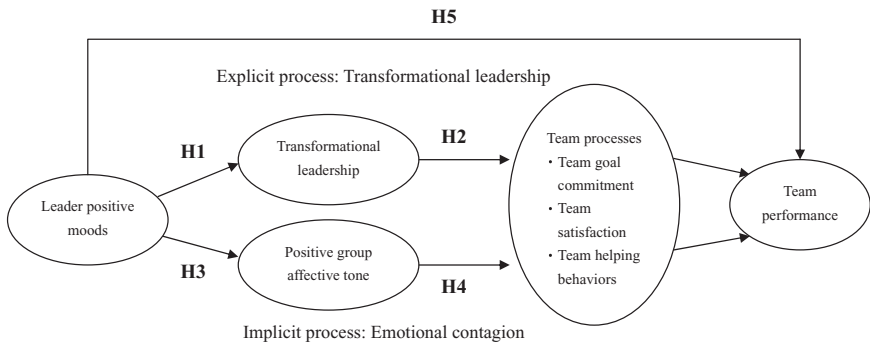 H5
Explicit process: Transformational leadership
H1
Transformational
leadership
H2
Team processes
• Team goal
commitment
• Team
satisfaction
• Team helping
behaviors
Team
performance
Leader positive
moods
H3
Positive group
affective tone
H4
Implicit process: Emotional contagion